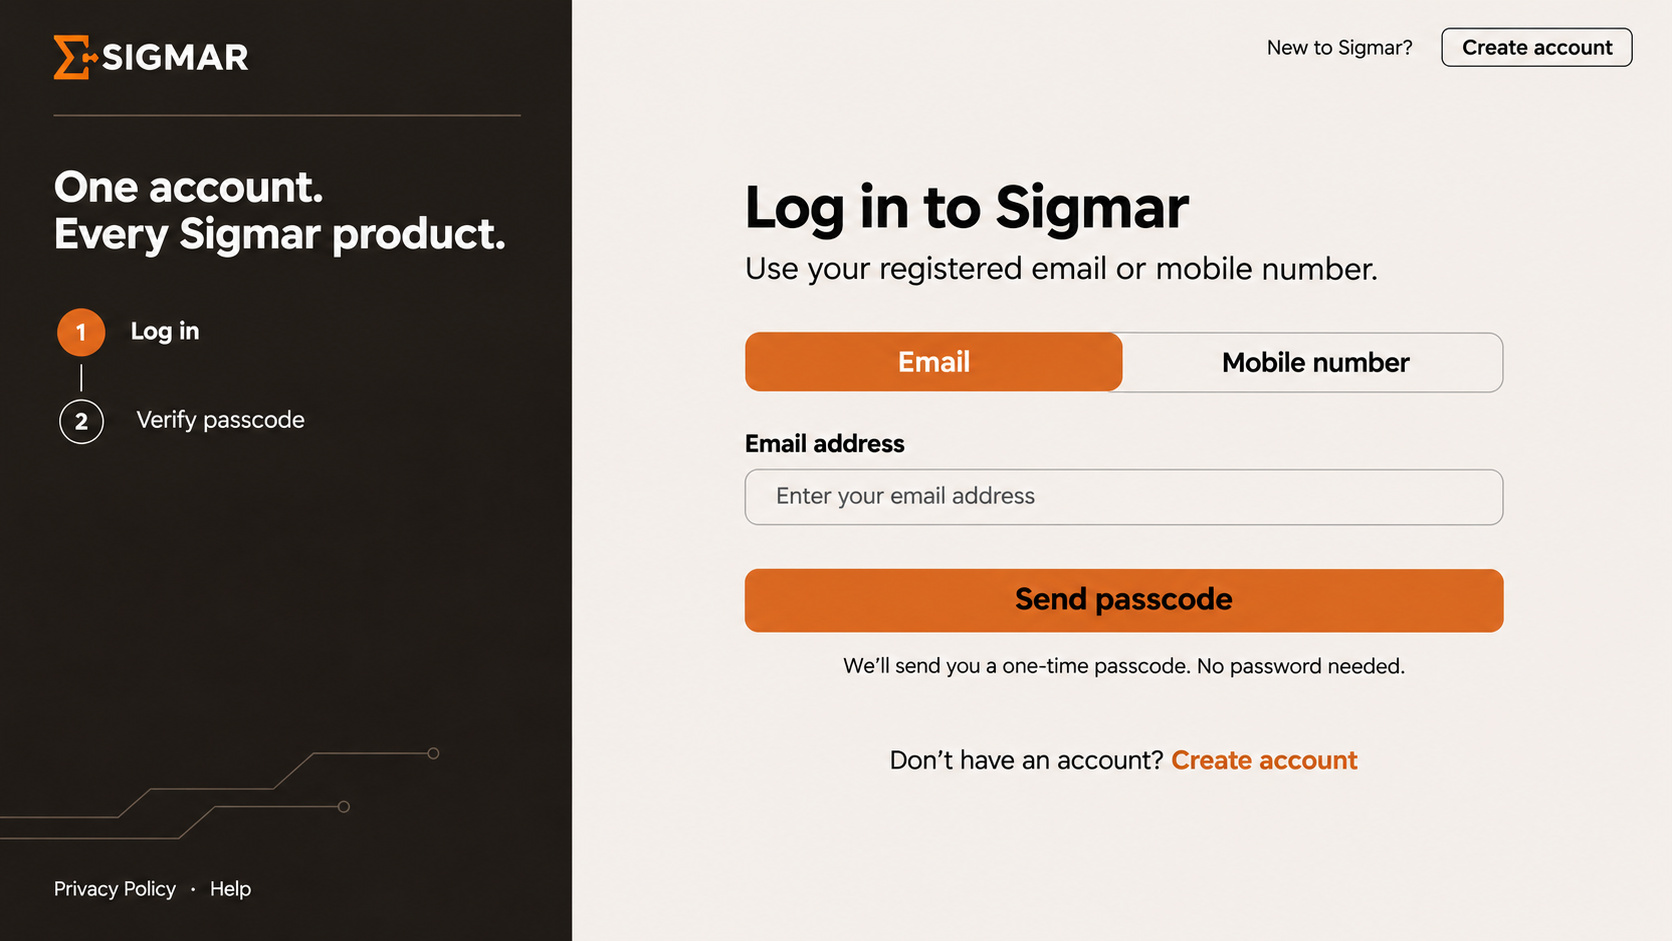 SIGMAR
One account.
Every Sigmar product.
1 Log in
2 Verify passcode
Privacy Policy · Help
New to Sigmar? Create account
Log in to Sigmar
Use your registered email or mobile number.
Email Mobile number
Email address
Enter your email address
Send passcode
We’ll send you a one-time passcode. No password needed.
Don’t have an account? Create account